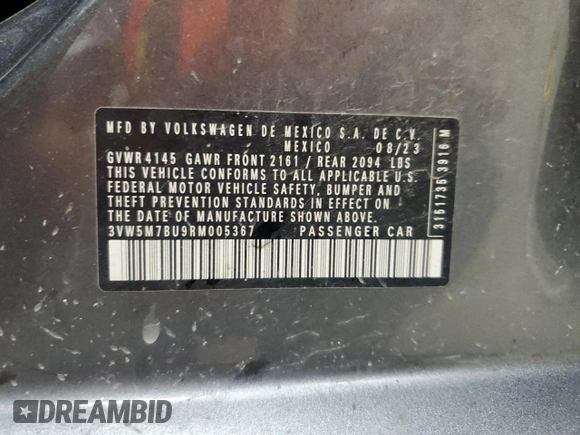 MFD BY VOLKSWAGEN DE MEXICO S.A. DE C.V.
MEXICO 08/23
GVWR 4145 GAWR FRONT 2161 / REAR 2094 LBS
THIS VEHICLE CONFORMS TO ALL APPLICABLE U.S.
FEDERAL MOTOR VEHICLE SAFETY, BUMPER AND
THEFT PREVENTION STANDARDS IN EFFECT ON
THE DATE OF MANUFACTURE SHOWN ABOVE.
3VW5M7BU9RM005367 PASSENGER CAR
3151736 3916 M
DREAMBID